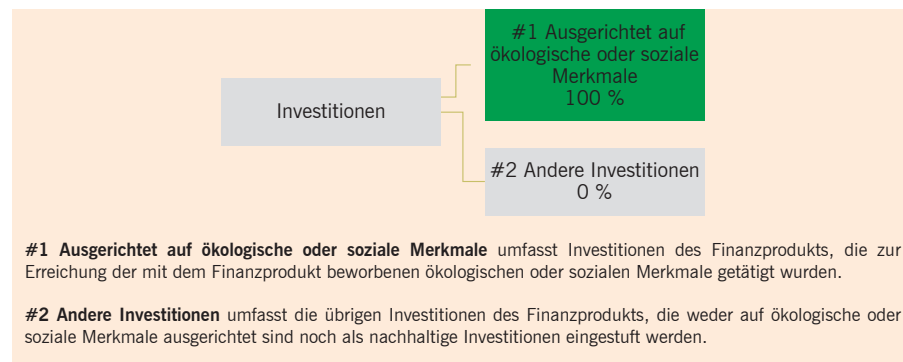 #1 Ausgerichtet auf
ökologische oder soziale
Merkmale
100 %
Investitionen
#2 Andere Investitionen
0 %
#1 Ausgerichtet auf ökologische oder soziale Merkmale umfasst Investitionen des Finanzprodukts, die zur
Erreichung der mit dem Finanzprodukt beworbenen ökologischen oder sozialen Merkmale getätigt wurden.
#2 Andere Investitionen umfasst die übrigen Investitionen des Finanzprodukts, die weder auf ökologische oder
soziale Merkmale ausgerichtet sind noch als nachhaltige Investitionen eingestuft werden.